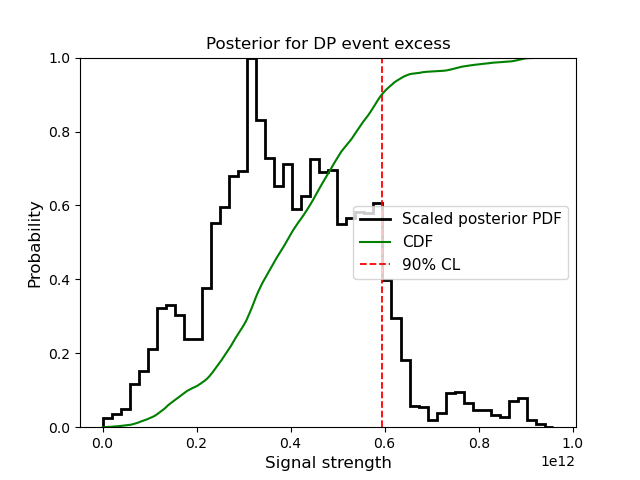 Posterior for DP event excess
Probability
1.0
0.8
0.6
0.4
0.2
0.0
Scaled posterior PDF
CDF
90% CL
0.0 0.2 0.4 0.6 0.8 1.0
1e12
Signal strength